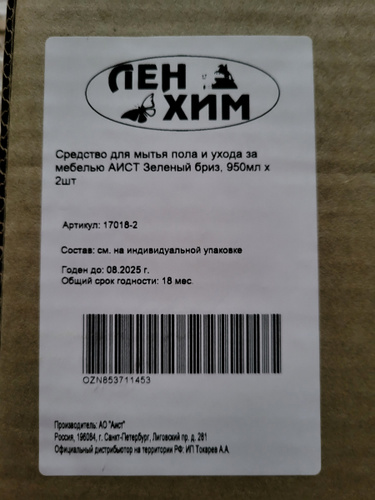 ЛЕН
ХИМ
Средство для мытья пола и ухода за
мебелью АИСТ Зеленый бриз, 950мл х
2шт
Артикул: 17018-2
Состав: см. на индивидуальной упаковке
Годен до: 08.2025 г.
Общий срок годности: 18 мес.
OZN853711453
Производитель: АО "Аист"
Россия, 196084, г. Санкт-Петербург, Лиговский пр. д. 281
Официальный дистрибьютор на территории РФ: ИП Токарев А.А.